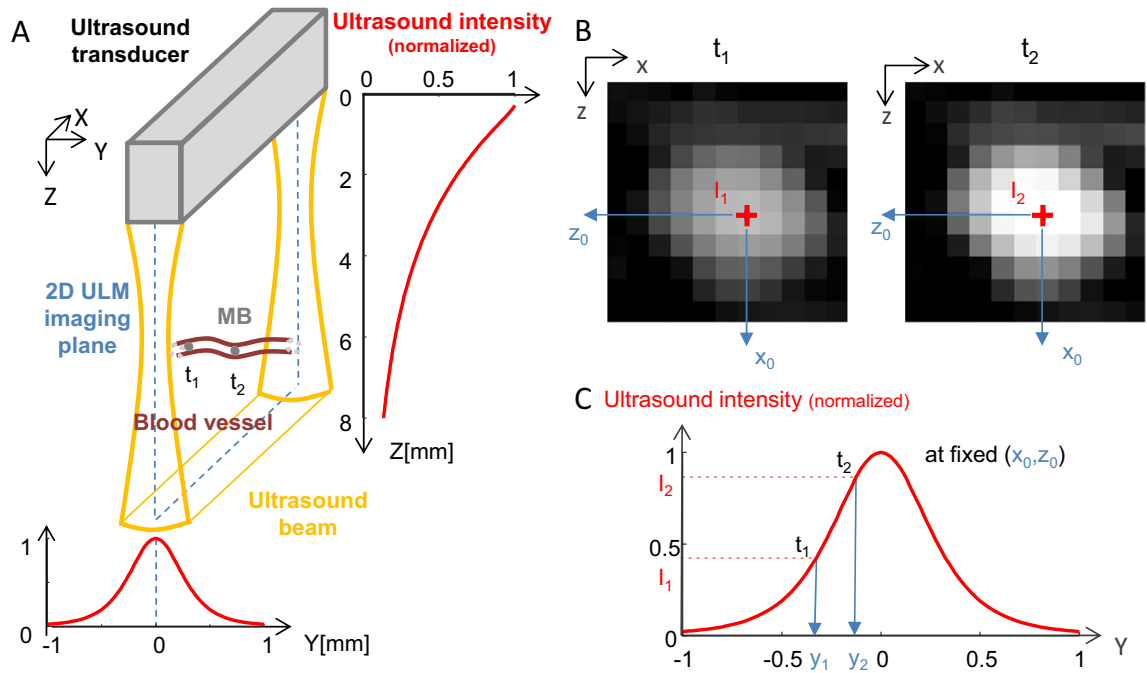 A
Ultrasound
transducer
X
Y
Z
2D ULM
imaging
plane
MB
t1
t2
Blood vessel
Ultrasound
beam
1
0
-1
0
1
Y[mm]
Ultrasound intensity
(normalized)
0
0.5
1
0
2
4
6
8
Z[mm]
B
t1
x
z
I1
z0
x0
t2
x
z
I2
z0
x0
C
Ultrasound intensity (normalized)
at fixed (x0,z0)
1
I2
0.5
I1
0
t2
t1
-1
-0.5
y1
y2
0
0.5
1
Y